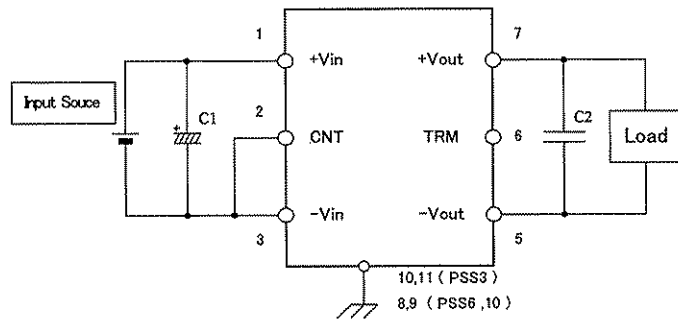 1
7
+Vin
+Vout
Input Souce
C1
2
CNT
TRM
6
C2
Load
-Vin
-Vout
3
5
10,11 ( PSS3 )
8,9 ( PSS6 ,10 )